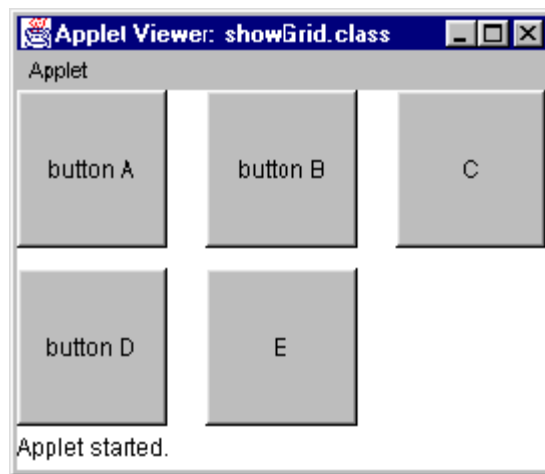 Applet Viewer: showGrid.class
Applet
button A button B C
button D E
Applet started.